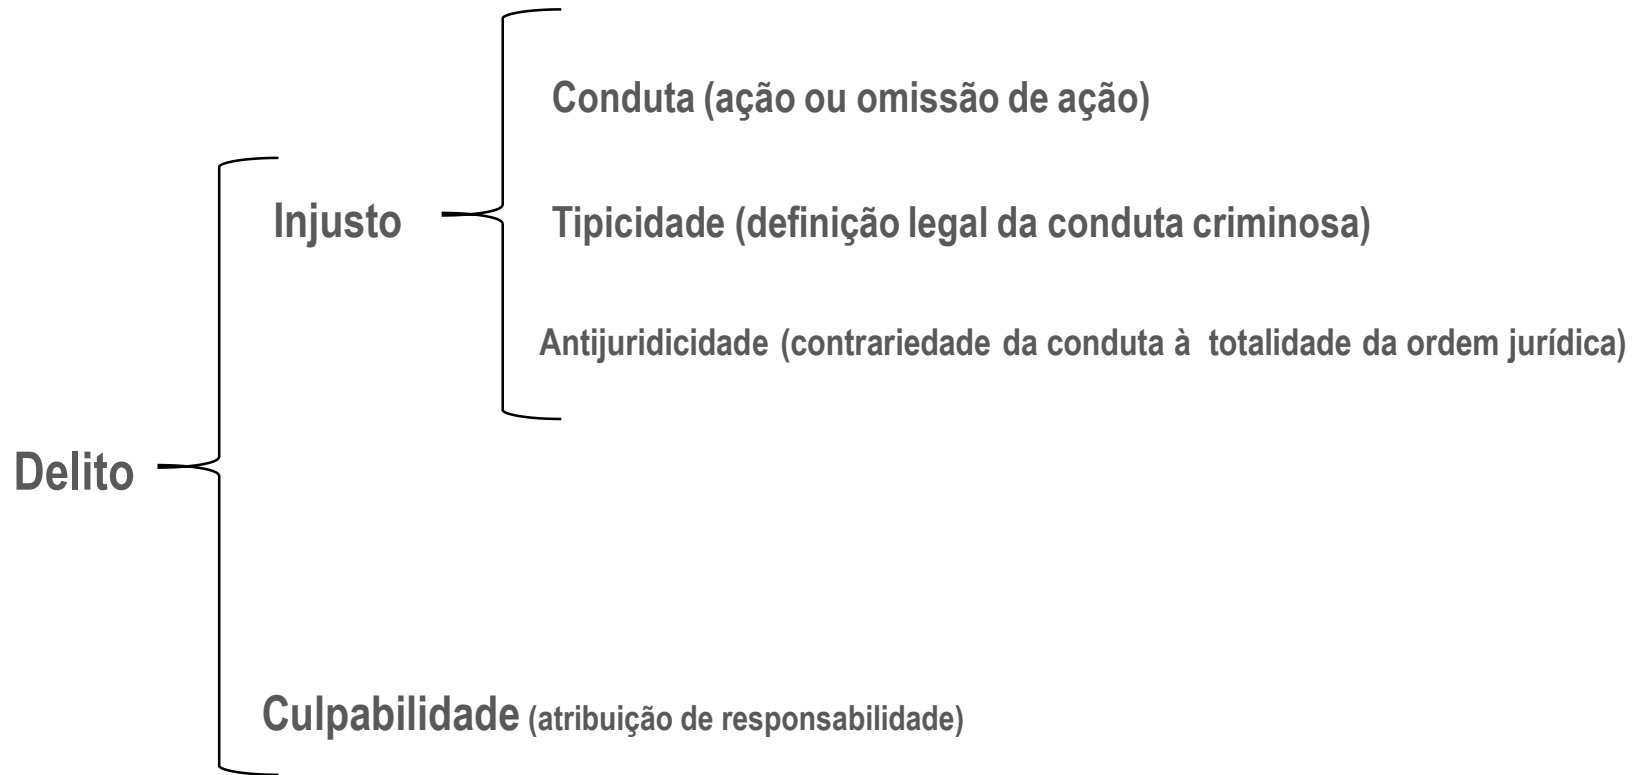 Conduta (ação ou omissão de ação)
Injusto
Tipicidade (definição legal da conduta criminosa)
Antijuridicidade (contrariedade da conduta à totalidade da ordem jurídica)
Delito
Culpabilidade (atribuição de responsabilidade)